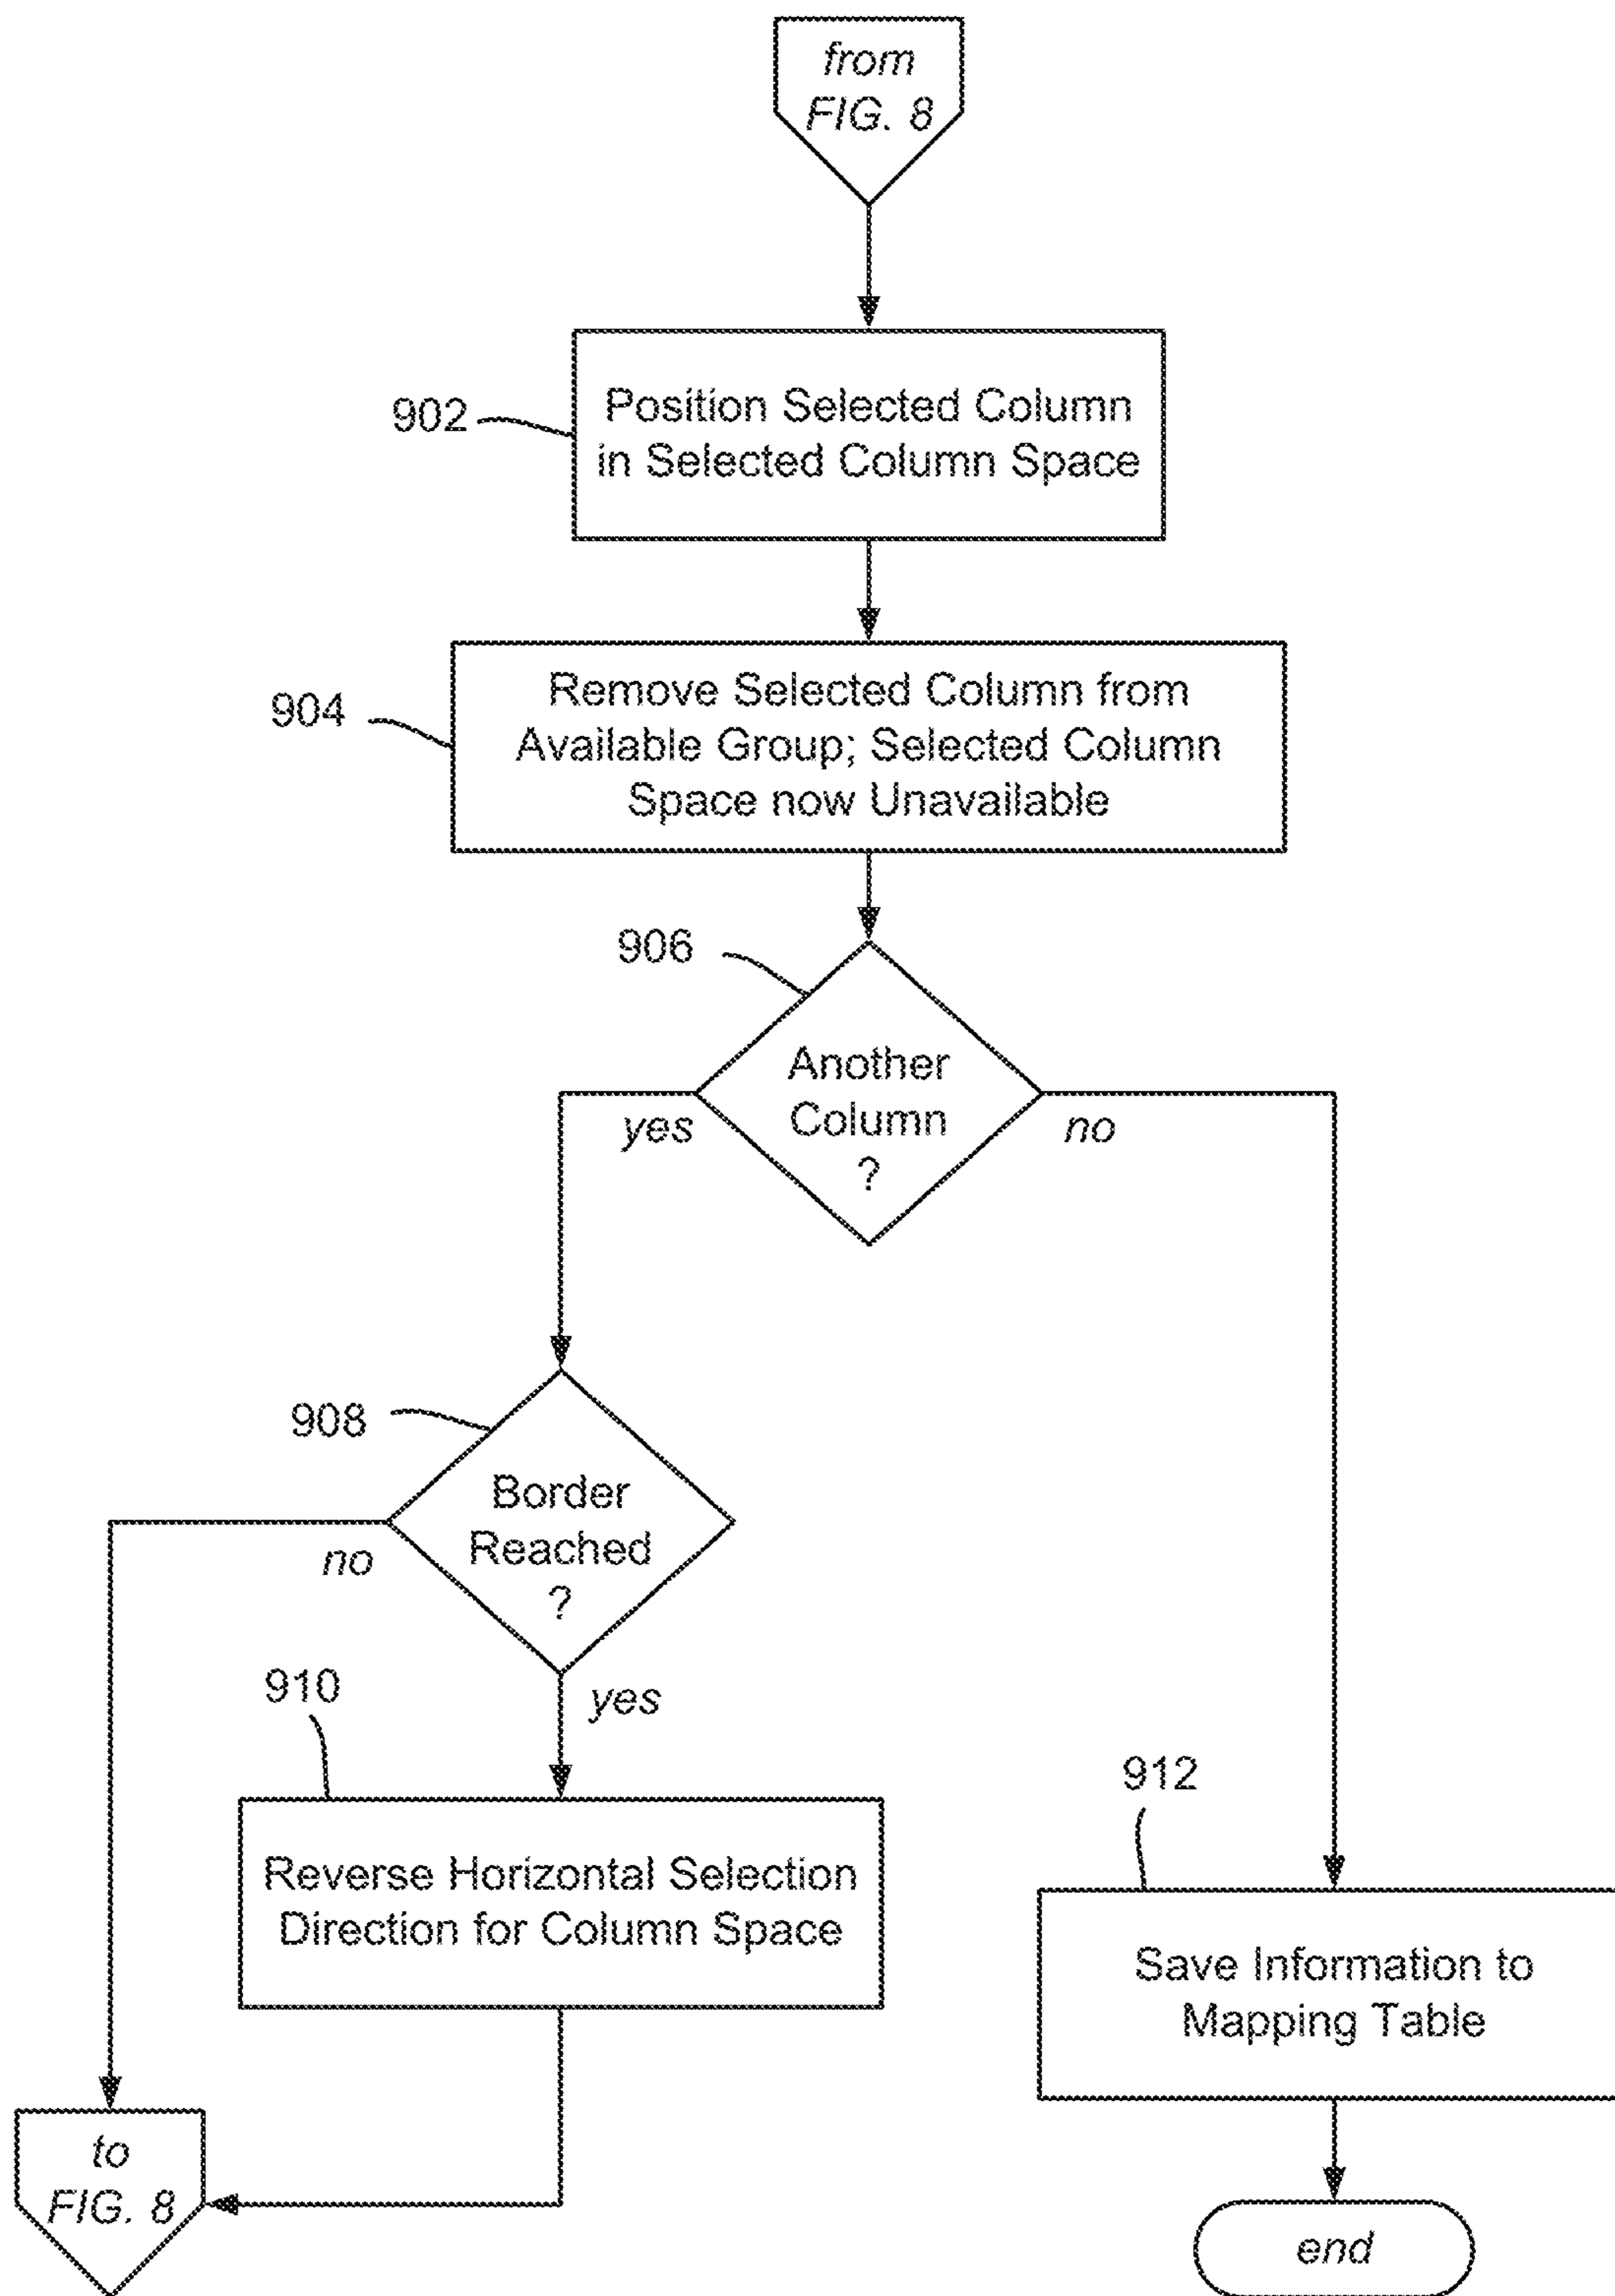 from
FIG. 8
902
Position Selected Column
in Selected Column Space
904
Remove Selected Column from
Available Group; Selected Column
Space now Unavailable
906
Another
Column
?
yes
no
908
Border
Reached
?
no
yes
910
Reverse Horizontal Selection
Direction for Column Space
912
Save Information to
Mapping Table
to
FIG. 8
end